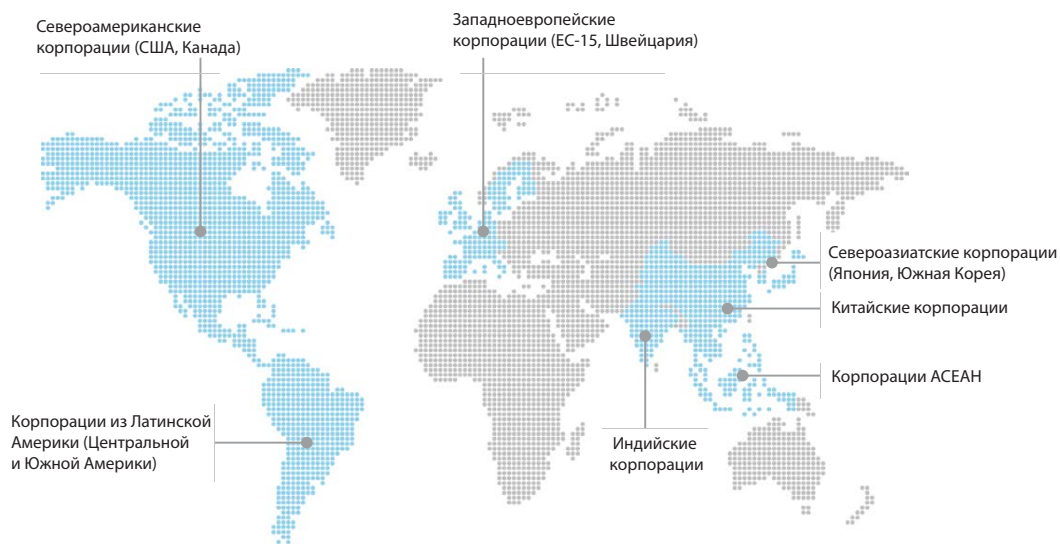 Североамериканские
корпорации (США, Канада)
Западноевропейские
корпорации (ЕС-15, Швейцария)
Североазиатские корпорации
(Япония, Южная Корея)
Китайские корпорации
Корпорации АСЕАН
Индийские
корпорации
Корпорации из Латинской
Америки (Центральной
и Южной Америки)